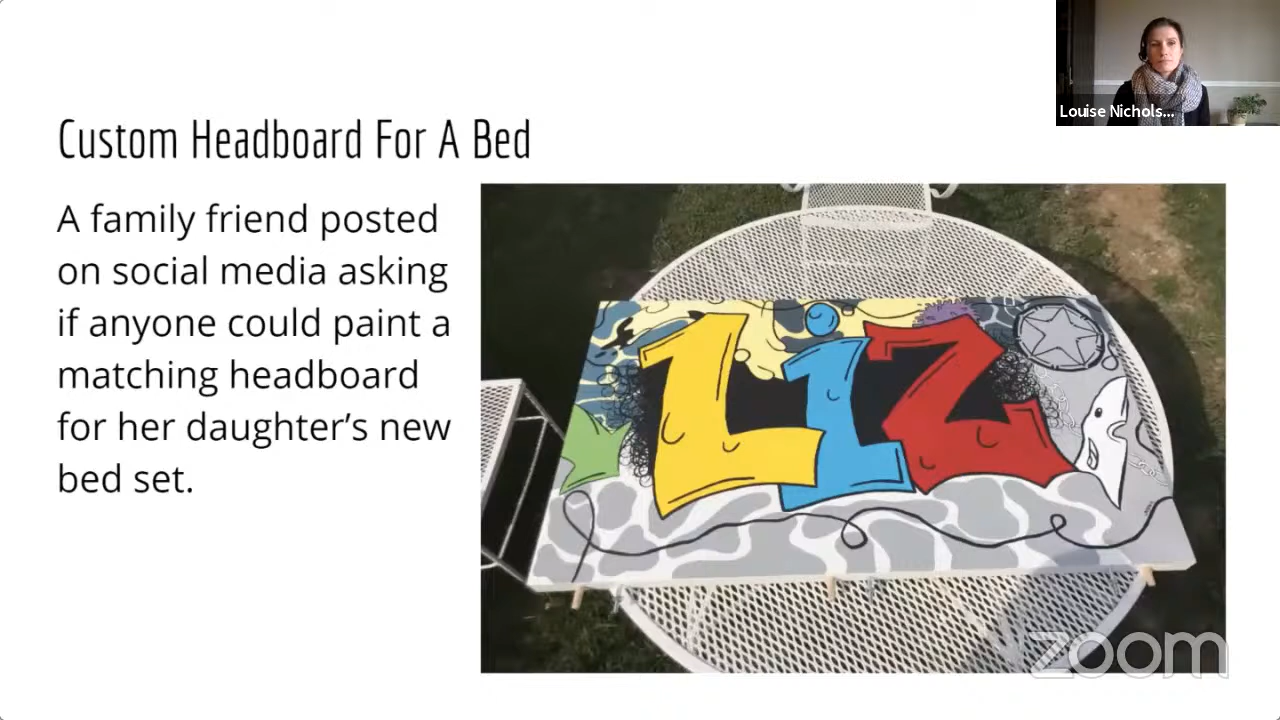 Louise Nichols...
Custom Headboard For A Bed
A family friend posted
on social media asking
if anyone could paint a
matching headboard
for her daughter’s new
bed set.
LIZ
zoom